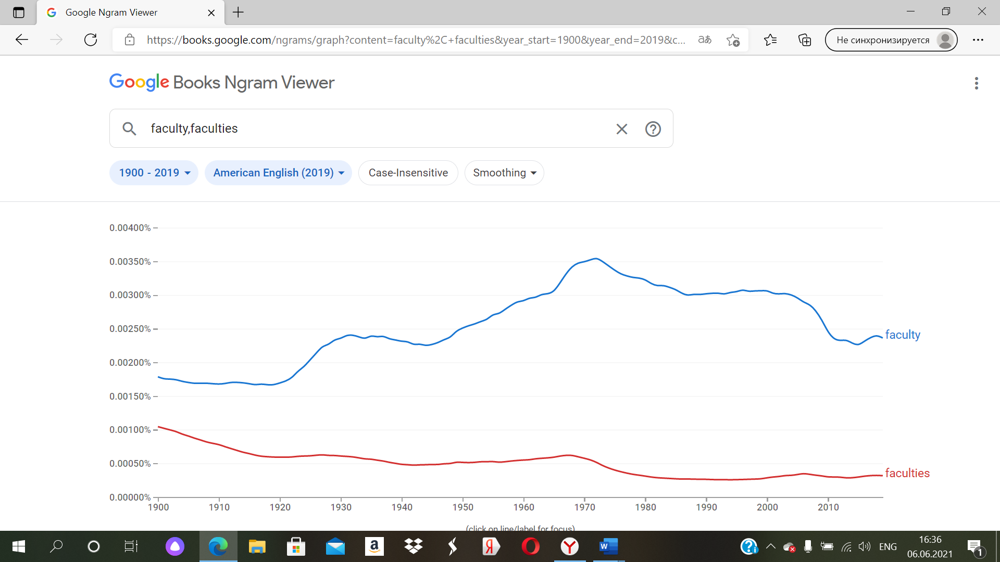 Google Ngram Viewer
https://books.google.com/ngrams/graph?content=faculty%2C+faculties&year_start=1900&year_end=2019&c...
aあ
Не синхронизируется
Google Books Ngram Viewer
faculty,faculties
1900 - 2019
American English (2019)
Case-Insensitive
Smoothing
0.00400%
0.00350%
0.00300%
0.00250%
faculty
0.00200%
0.00150%
0.00100%
0.00050%
faculties
0.00000%
1900 1910 1920 1930 1940 1950 1960 1970 1980 1990 2000 2010
(click on line/label for focus)
ENG
16:36
06.06.2021
1